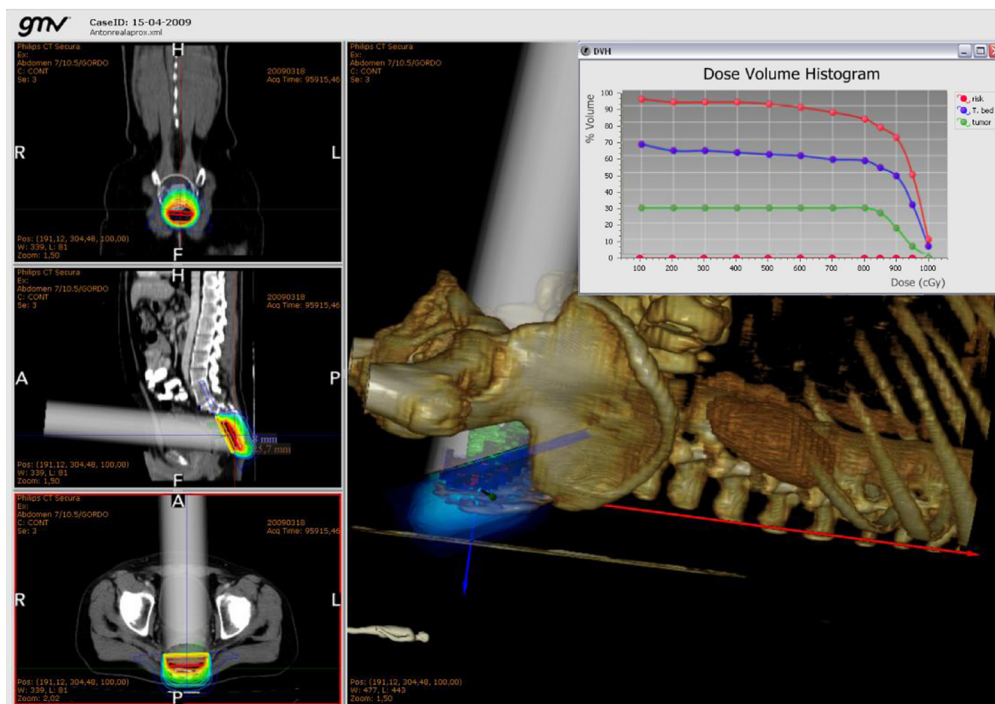 gmv
CaseID: 15-04-2009
Antonrealaprox.xml
Philips CT Secura
Ex:
Abdomen 7/10.5/GORDO
C: CONT
Se: 3
H
20090318
Acq Time: 95915,46
R
L
Pos: (191,12, 304,48, 100,00)
W: 339, L: 81
Zoom: 1,50
F
Philips CT Secura
Ex:
Abdomen 7/10.5/GORDO
C: CONT
Se: 3
H
20090318
Acq Time: 95915,46
A
P
mm
5,7 mm
Pos: (191,12, 304,48, 100,00)
W: 339, L: 81
Zoom: 1,50
F
Philips CT Secura
Ex:
Abdomen 7/10.5/GORDO
C: CONT
Se: 3
A
20090318
Acq Time: 95915,46
R
L
Pos: (191,12, 304,48, 100,00)
W: 339, L: 81
Zoom: 2,02
P
Philips CT Secura
Ex:
Abdomen 7/10.5/GORDO
C: CONT
Se: 3
Pos: (191,12, 304,48, 100,00)
W: 477, L: 443
Zoom: 1,50
DVH
Dose Volume Histogram
% Volume
100
90
80
70
60
50
40
30
20
10
0
100 200 300 400 500 600 700 800 900 1000
Dose (cGy)
risk
T. bed
tumor